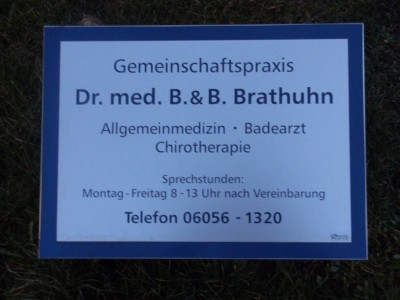 Gemeinschaftspraxis
Dr. med. B. & B. Brathuhn
Allgemeinmedizin · Badearzt
Chirotherapie
Sprechstunden:
Montag - Freitag 8 - 13 Uhr nach Vereinbarung
Telefon 06056 - 1320